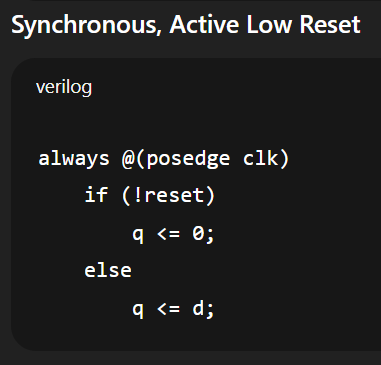 Synchronous, Active Low Reset
verilog
always @(posedge clk)
    if (!reset)
        q <= 0;
    else
        q <= d;